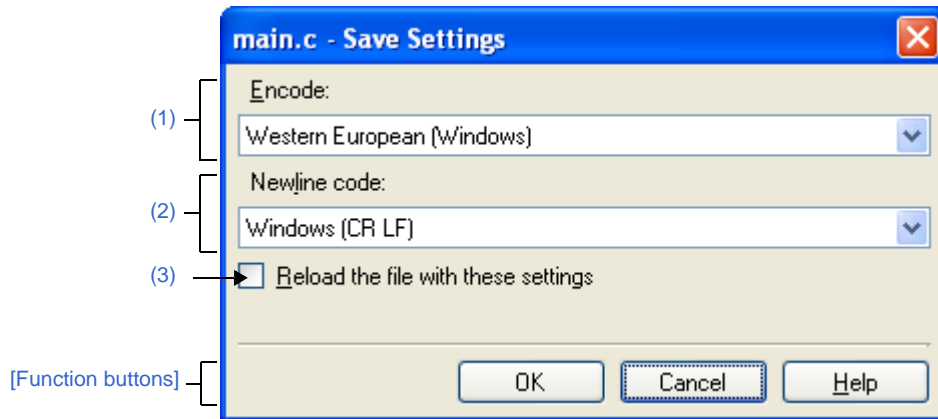 main.c - Save Settings
(1)
Encode:
Western European (Windows)
(2)
Newline code:
Windows (CR LF)
(3)
Reload the file with these settings
[Function buttons]
OK
Cancel
Help